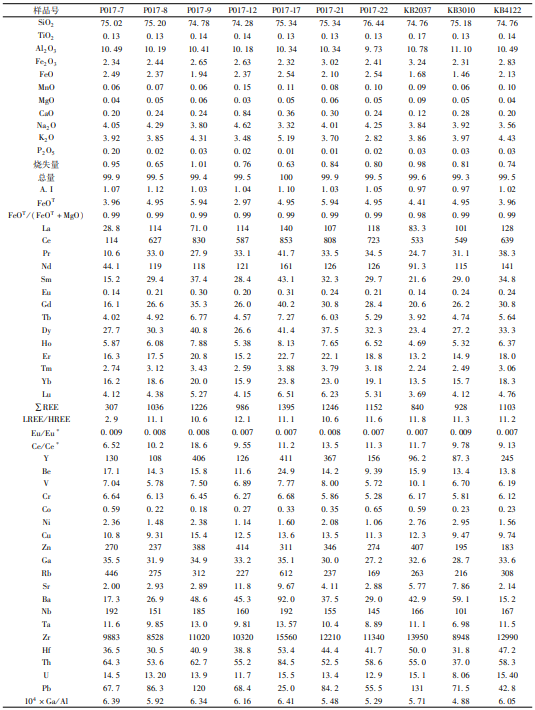 样品号 P017-7 P017-8 P017-9 P017-12 P017-17 P017-21 P017-22 KB2037 KB3010 KB4122
SiO2 75.02 75.20 74.78 74.28 75.34 75.34 76.44 74.76 75.18 74.76
TiO2 0.13 0.13 0.14 0.14 0.13 0.13 0.13 0.17 0.13 0.14
Al2O3 10.49 10.19 10.41 10.18 10.34 10.34 9.73 10.78 11.10 10.49
Fe2O3 2.34 2.44 2.65 2.63 2.32 3.02 2.41 3.24 2.31 2.83
FeO 2.49 2.37 1.94 2.37 2.54 2.10 2.54 1.68 1.46 2.13
MnO 0.06 0.07 0.06 0.15 0.11 0.08 0.10 0.09 0.06 0.10
MgO 0.04 0.05 0.06 0.03 0.05 0.06 0.05 0.09 0.05 0.04
CaO 0.20 0.24 0.24 0.84 0.36 0.30 0.24 0.12 0.28 0.20
Na2O 4.05 4.29 3.80 4.62 3.32 4.01 4.25 3.84 3.92 3.56
K2O 3.92 3.85 4.31 3.48 5.19 3.70 2.82 3.86 3.97 4.43
P2O5 0.20 0.02 0.03 0.02 0.01 0.01 0.02 0.03 0.03 0.03
烧失量 0.95 0.65 1.01 0.76 0.63 0.84 0.80 0.98 0.81 0.74
总量 99.9 99.5 99.4 99.5 100 99.9 99.5 99.6 99.3 99.5
A.I 1.07 1.12 1.03 1.04 1.10 1.03 1.05 0.97 0.97 1.02
FeOT 3.96 4.95 5.94 2.97 5.94 4.95 5.94 4.41 4.95 3.96
FeOT/(FeOT+MgO) 0.99 0.99 0.99 0.99 0.99 0.99 0.99 0.98 0.99 0.99
La 28.8 114 71.0 114 140 107 118 83.3 101 128
Ce 114 627 830 587 853 808 723 533 549 639
Pr 10.6 33.0 27.9 33.1 41.7 33.5 34.5 24.7 31.1 38.3
Nd 44.1 119 118 121 161 126 126 91.3 115 141
Sm 15.2 29.4 37.4 28.4 43.1 32.3 29.7 21.6 29.0 34.8
Eu 0.14 0.21 0.30 0.20 0.31 0.24 0.21 0.14 0.24 0.24
Gd 16.1 26.6 35.3 26.0 40.2 30.8 28.4 20.6 26.2 30.8
Tb 4.02 4.92 6.77 4.57 7.27 6.03 5.29 3.92 4.74 5.64
Dy 27.7 30.3 40.8 26.6 41.4 37.5 32.3 23.4 27.2 33.3
Ho 5.87 6.08 7.88 5.38 8.13 7.65 6.52 4.69 5.32 6.37
Er 16.3 17.5 20.8 15.2 22.7 22.1 18.8 13.2 14.9 18.0
Tm 2.74 3.12 3.43 2.59 3.88 3.79 3.18 2.24 2.49 3.06
Yb 16.2 18.6 20.0 15.9 23.8 23.0 19.1 13.5 15.7 18.3
Lu 4.12 4.38 5.27 4.15 6.51 6.23 5.31 3.69 4.12 4.76
∑REE 307 1036 1226 986 1395 1246 1152 840 928 1103
LREE/HREE 2.9 11.1 10.6 12.1 11.1 10.6 11.6 11.8 11.3 11.2
Eu/Eu* 0.009 0.008 0.008 0.007 0.007 0.008 0.007 0.007 0.009 0.007
Ce/Ce* 6.52 10.2 18.6 9.55 11.2 13.5 11.3 11.7 9.78 9.13
Y 130 108 406 126 411 367 156 96.2 87.3 245
Be 17.1 14.3 15.8 11.6 24.9 14.2 9.39 15.9 13.4 13.8
V 7.04 5.78 7.50 6.89 7.77 8.00 5.72 10.1 6.70 6.19
Cr 6.64 6.13 6.45 6.27 6.68 5.86 5.28 6.17 5.81 6.12
Co 0.59 0.22 0.18 0.27 0.33 0.35 0.65 0.59 0.23 0.23
Ni 2.36 1.48 2.38 1.14 1.60 2.08 1.06 2.76 2.95 1.56
Cu 10.8 9.31 15.4 12.5 13.6 13.5 11.3 12.3 9.47 9.74
Zn 270 237 388 414 311 346 274 407 195 183
Ga 35.5 31.9 34.9 33.2 35.1 30.0 27.2 32.6 28.7 33.6
Rb 446 275 312 227 612 237 169 263 216 308
Sr 2.00 2.93 2.89 11.8 9.67 4.11 2.88 5.77 7.86 2.14
Ba 17.3 26.9 48.6 45.3 92.0 37.5 29.0 42.9 59.1 15.2
Nb 192 151 185 160 192 155 145 166 101 167
Ta 11.6 9.85 13.0 9.81 13.57 10.4 8.89 11.1 6.98 11.5
Zr 9883 8528 11020 10320 15560 12210 11340 13950 8948 12990
Hf 36.5 30.5 40.9 38.8 53.4 44.4 41.7 50.0 31.8 47.2
Th 64.3 53.6 62.7 55.2 84.5 52.5 58.6 55.0 37.0 58.3
U 14.5 13.20 13.9 11.7 15.5 13.4 12.9 15.1 8.06 15.40
Pb 67.7 86.3 120 68.4 25.0 84.2 55.5 131 71.5 42.8
10⁴×Ga/Al 6.39 5.92 6.34 6.16 6.41 5.48 5.29 5.71 4.88 6.05